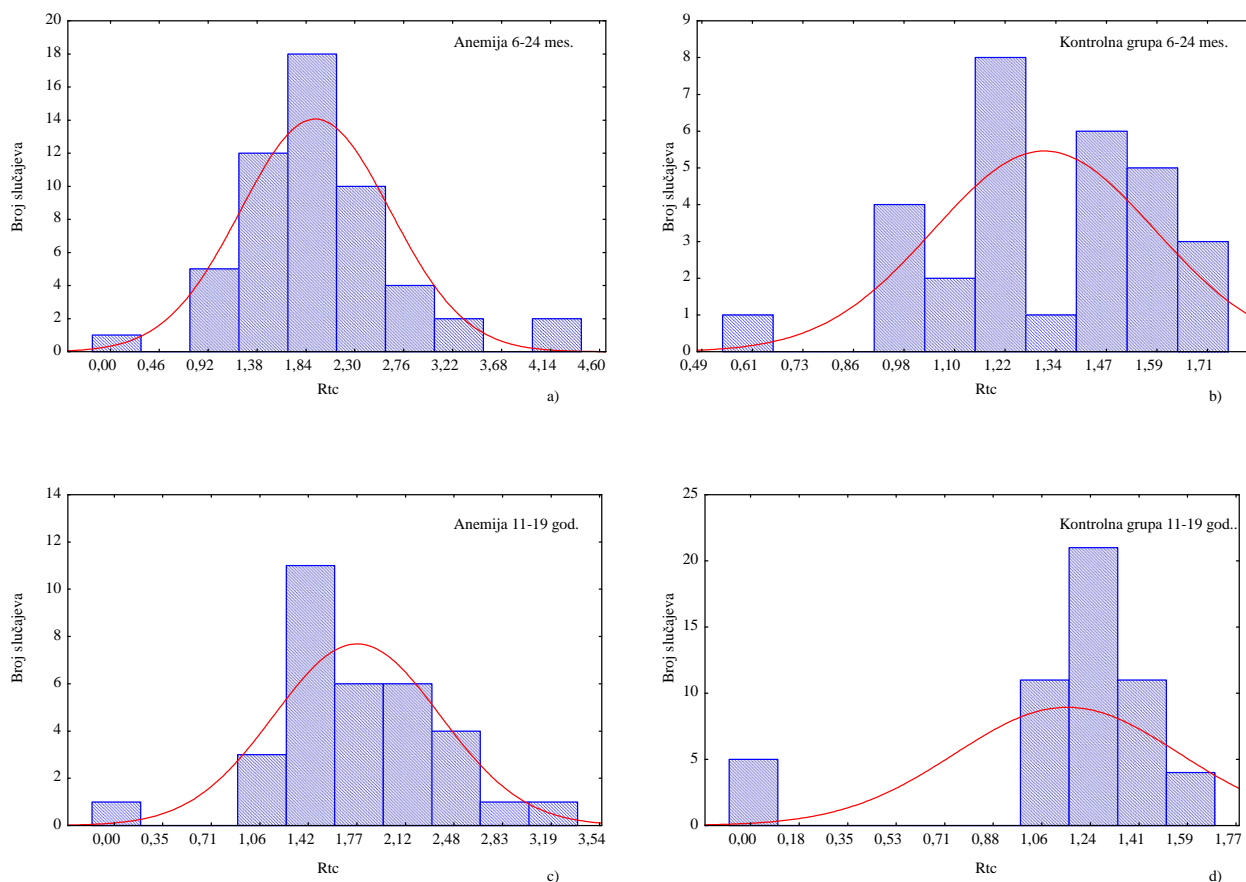 Anemija 6-24 mes.
Broj slučajeva
20
18
16
14
12
10
8
6
4
2
0
0,00 0,46 0,92 1,38 1,84 2,30 2,76 3,22 3,68 4,14 4,60
Rtc
a)
Kontrolna grupa 6-24 mes.
Broj slučajeva
9
8
7
6
5
4
3
2
1
0
0,49 0,61 0,73 0,86 0,98 1,10 1,22 1,34 1,47 1,59 1,71
Rtc
b)
Anemija 11-19 god.
Broj slučajeva
14
12
10
8
6
4
2
0
0,00 0,35 0,71 1,06 1,42 1,77 2,12 2,48 2,83 3,19 3,54
Rtc
c)
Kontrolna grupa 11-19 god..
Broj slučajeva
25
20
15
10
5
0
0,00 0,18 0,35 0,53 0,71 0,88 1,06 1,24 1,41 1,59 1,77
Rtc
d)